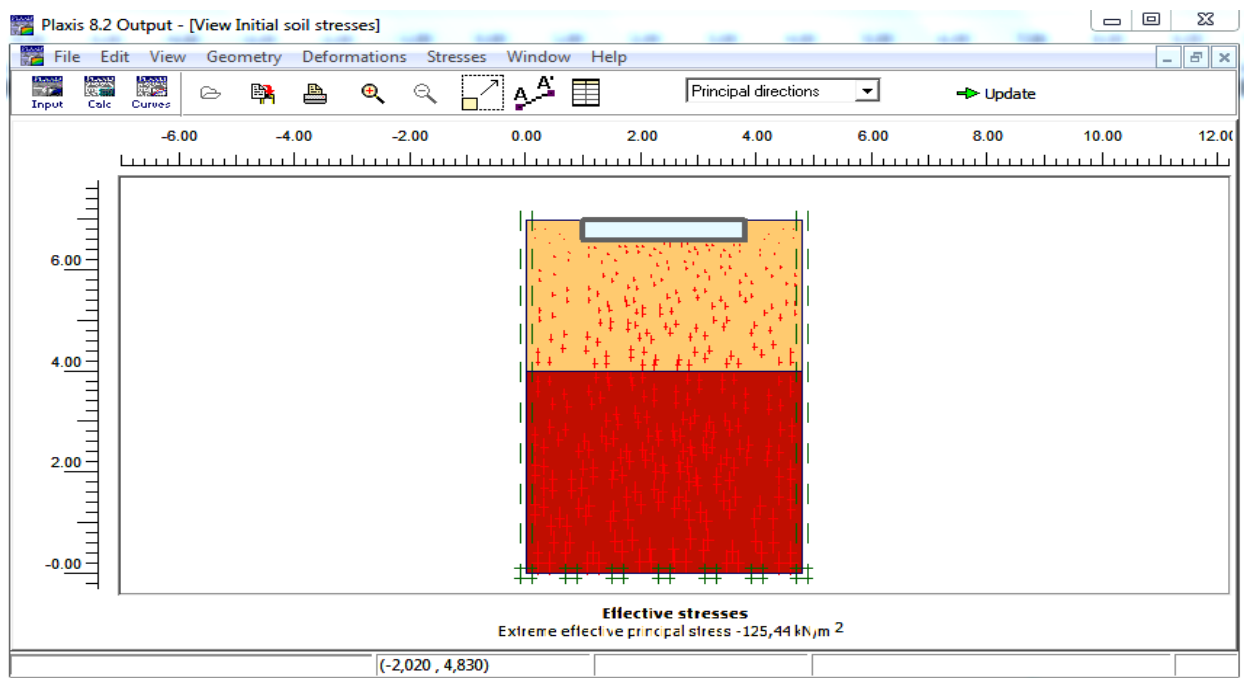 Plaxis 8.2 Output - [View Initial soil stresses]
File Edit View Geometry Deformations Stresses Window Help
Input Calc Curves A A' Principal directions Update
-6.00 -4.00 -2.00 0.00 2.00 4.00 6.00 8.00 10.00 12.0
6.00
4.00
2.00
-0.00
Effective stresses
Extreme effective principal stress -125,44 kN/m 2
(-2,020 , 4,830)